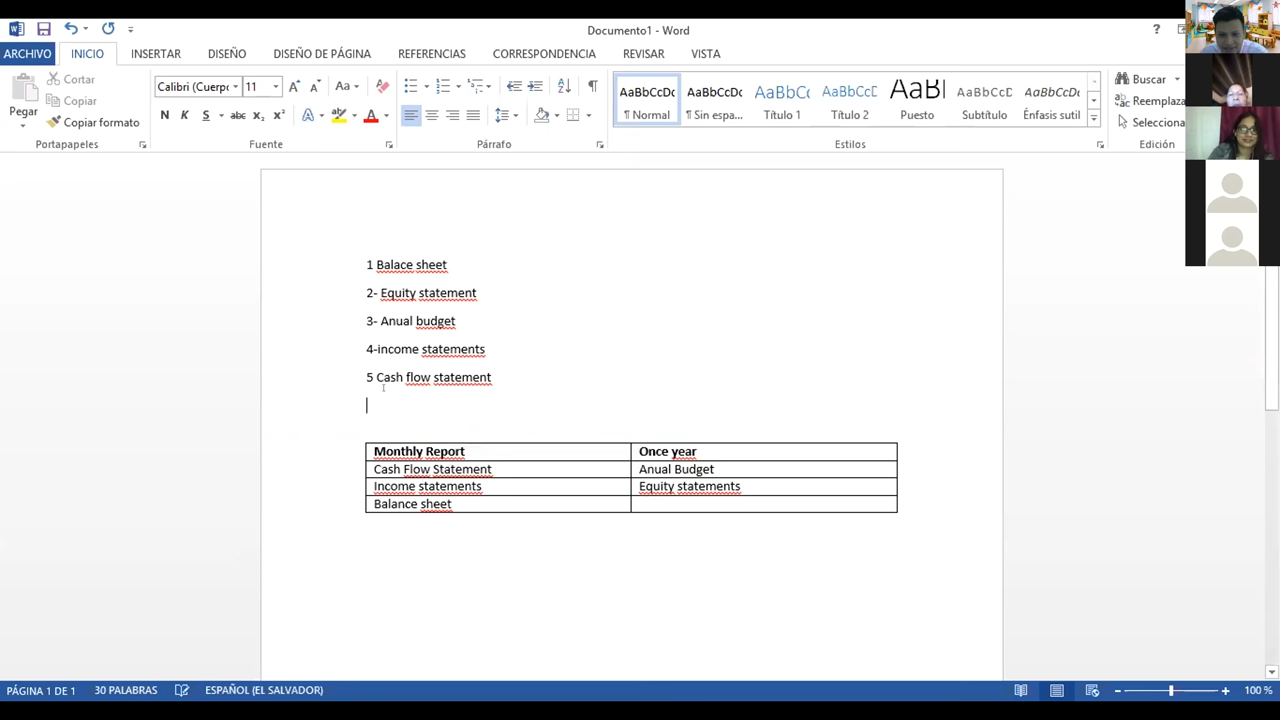 Documento1 - Word
?
ARCHIVO INICIO INSERTAR DISEÑO DISEÑO DE PÁGINA REFERENCIAS CORRESPONDENCIA REVISAR VISTA
Pegar
Cortar
Copiar
Copiar formato
Portapapeles
Calibri (Cuerpo 11
N K S abc x₂ x²
Fuente
Párrafo
AaBbCcDc AaBbCcDc AaBbCc AaBbCcD AaBl AaBbCcD AaBbCcDc
¶ Normal ¶ Sin espa... Título 1 Título 2 Puesto Subtítulo Énfasis sutil
Estilos
Buscar
Reemplaza
Selecciona
Edición
1 Balace sheet
2- Equity statement
3- Anual budget
4-income statements
5 Cash flow statement
Monthly Report Once year
Cash Flow Statement Anual Budget
Income statements Equity statements
Balance sheet
PÁGINA 1 DE 1 30 PALABRAS ESPAÑOL (EL SALVADOR) 100 %